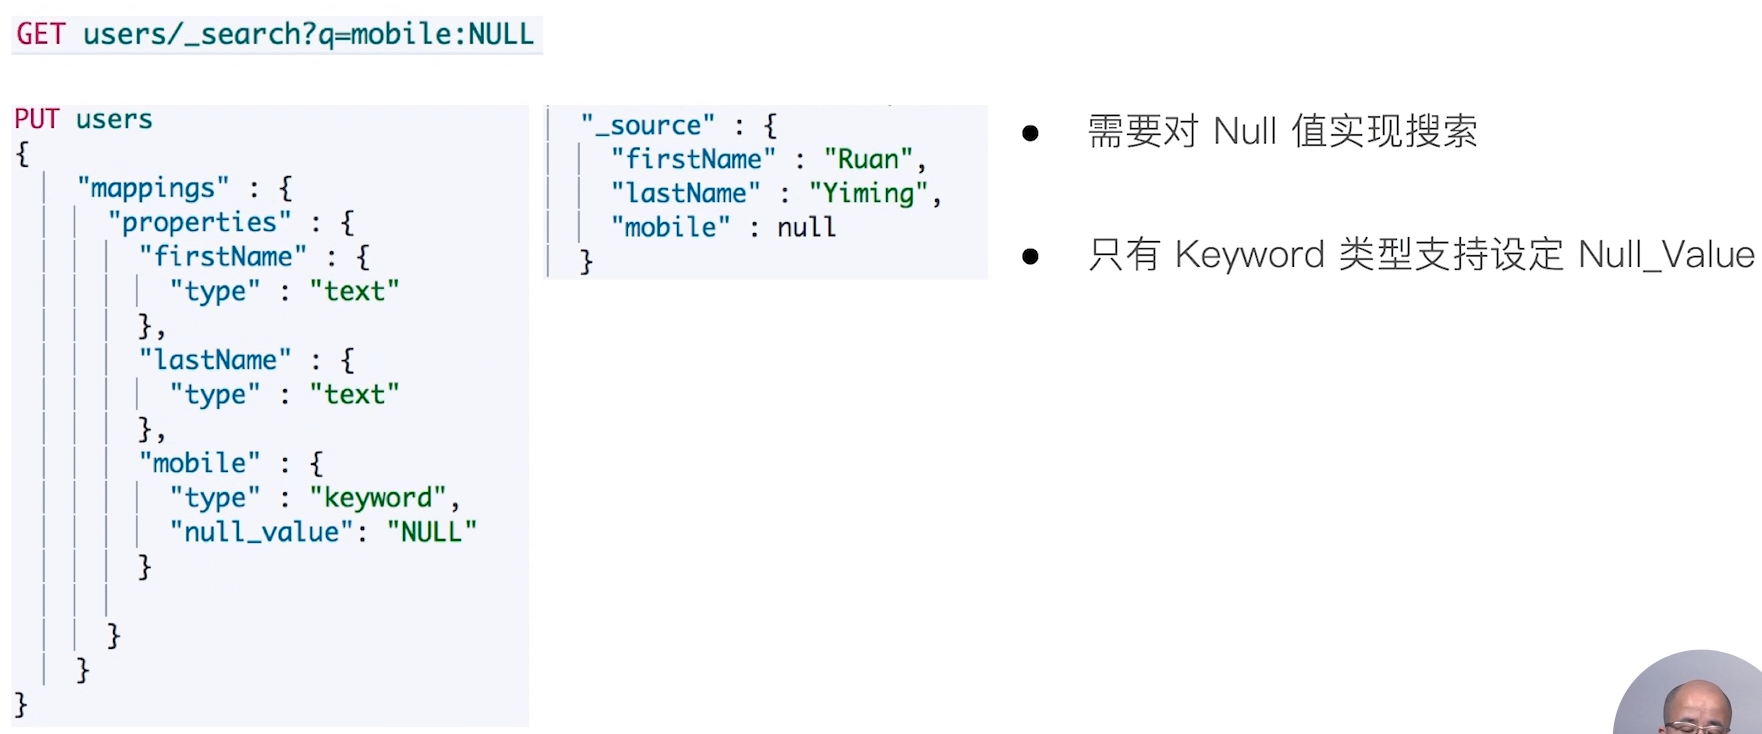 GET users/_search?q=mobile:NULL
PUT users
{
"mappings" : {
"properties" : {
"firstName" : {
"type" : "text"
},
"lastName" : {
"type" : "text"
},
"mobile" : {
"type" : "keyword",
"null_value": "NULL"
}
}
}
}
"_source" : {
"firstName" : "Ruan",
"lastName" : "Yiming",
"mobile" : null
}
● 需要对 Null 值实现搜索
● 只有 Keyword 类型支持设定 Null_Value